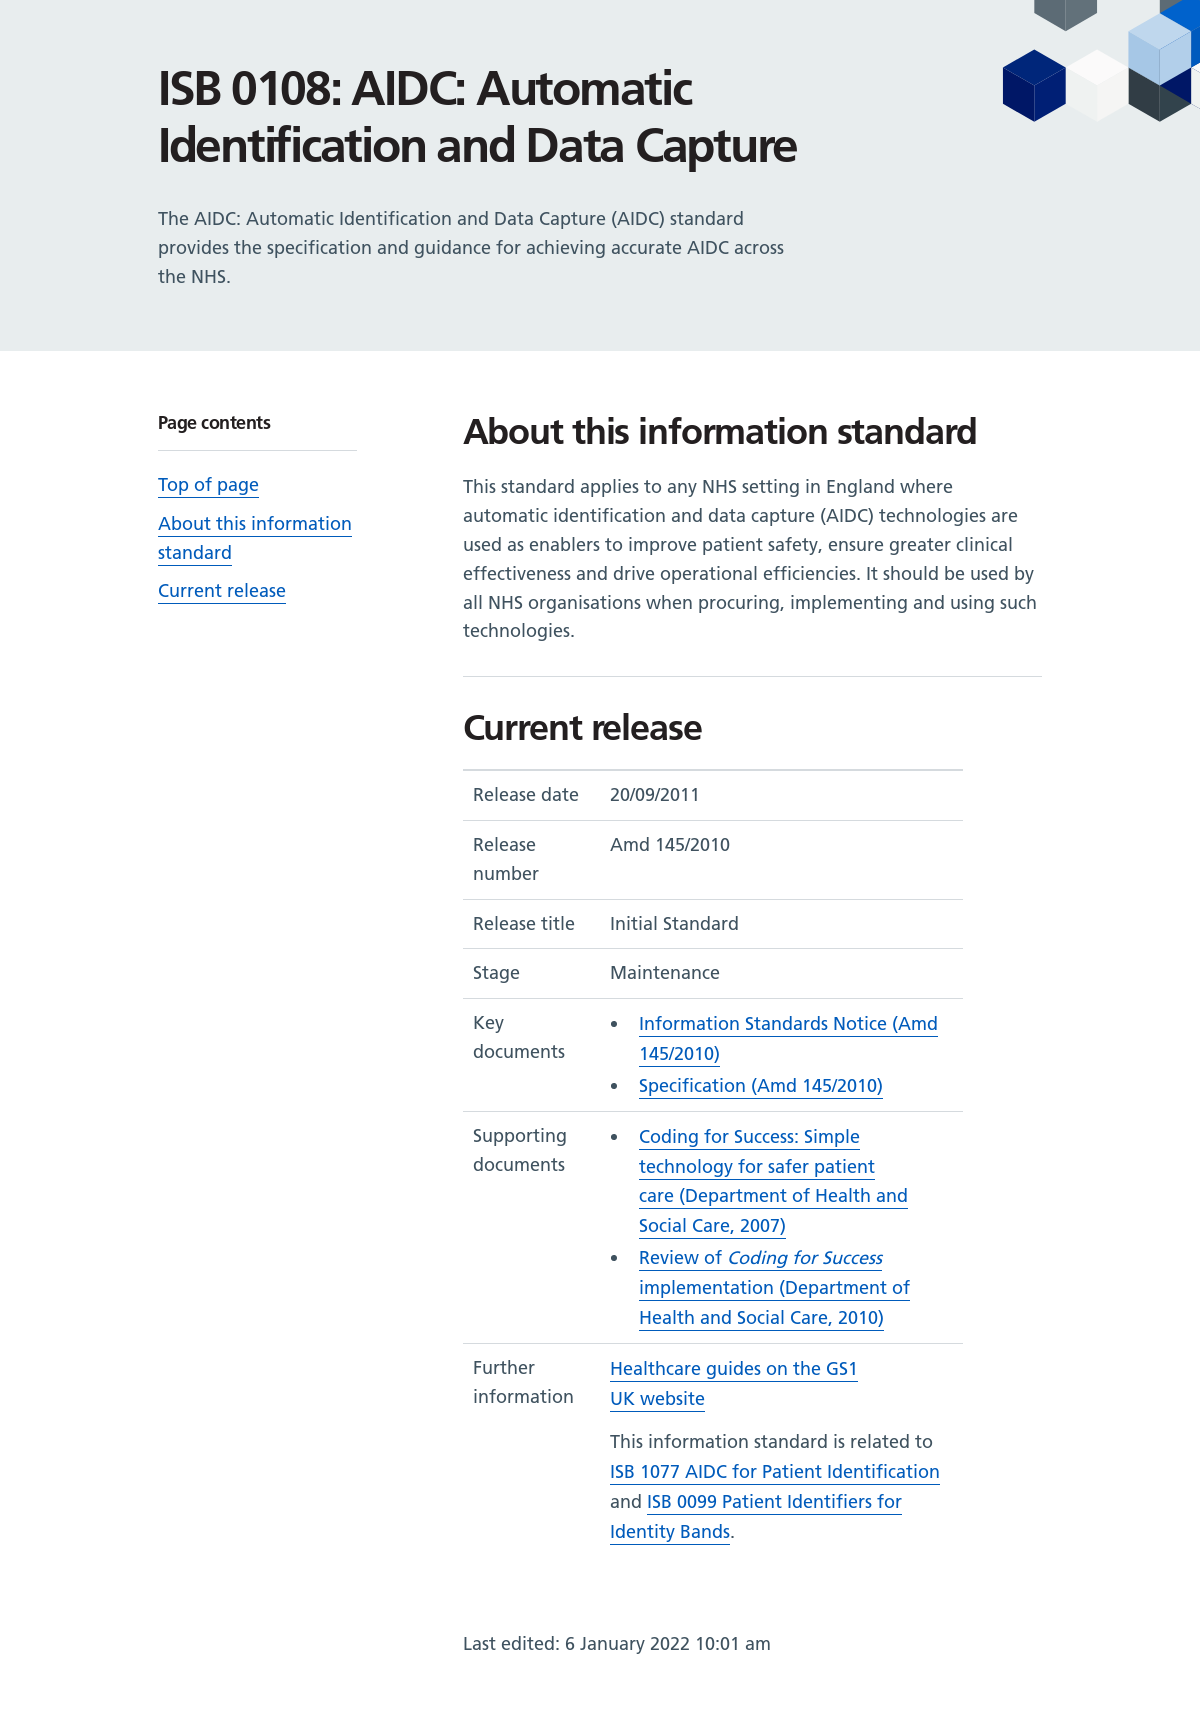 ISB 0108: AIDC: Automatic
Identification and Data Capture
The AIDC: Automatic Identification and Data Capture (AIDC) standard
provides the specification and guidance for achieving accurate AIDC across
the NHS.
Page contents
Top of page
About this information
standard
Current release
About this information standard
This standard applies to any NHS setting in England where
automatic identification and data capture (AIDC) technologies are
used as enablers to improve patient safety, ensure greater clinical
effectiveness and drive operational efficiencies. It should be used by
all NHS organisations when procuring, implementing and using such
technologies.
Current release
Release date 20/09/2011
Release Amd 145/2010
number
Release title Initial Standard
Stage Maintenance
Key
documents
• Information Standards Notice (Amd
145/2010)
• Specification (Amd 145/2010)
Supporting
documents
• Coding for Success: Simple
technology for safer patient
care (Department of Health and
Social Care, 2007)
• Review of Coding for Success
implementation (Department of
Health and Social Care, 2010)
Further
information
Healthcare guides on the GS1
UK website
This information standard is related to
ISB 1077 AIDC for Patient Identification
and ISB 0099 Patient Identifiers for
Identity Bands.
Last edited: 6 January 2022 10:01 am